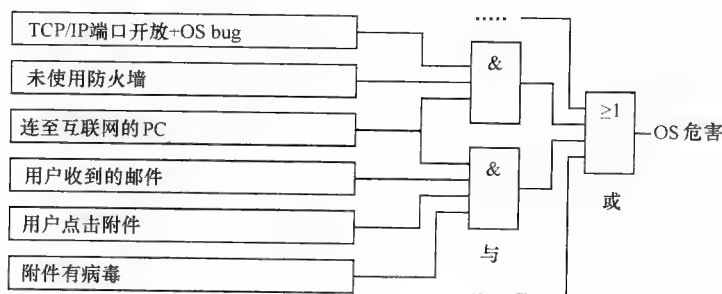 .....
TCP/IP端口开放+OS bug
未使用防火墙
连至互联网的PC
用户收到的邮件
用户点击附件
附件有病毒
&
&
与
≥1
或
OS危害